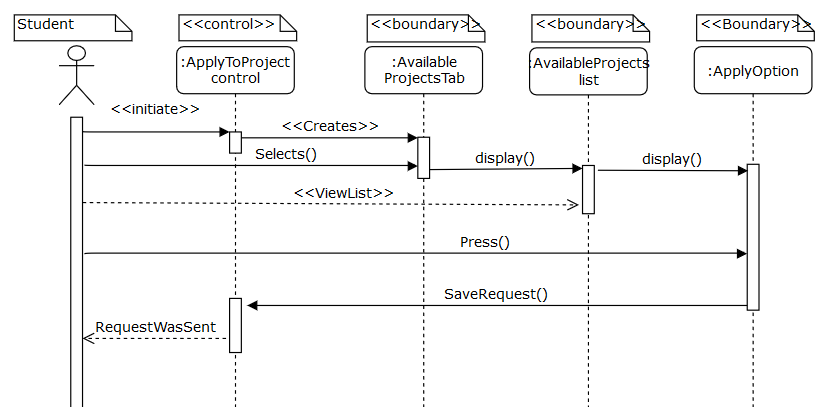 Student
<<control>>
<<boundary>>
<<boundary>>
<<Boundary>>
:ApplyToProject
control
:Available
ProjectsTab
:AvailableProjects
list
:ApplyOption
<<initiate>>
<<Creates>>
Selects()
display()
display()
<<ViewList>>
Press()
SaveRequest()
RequestWasSent